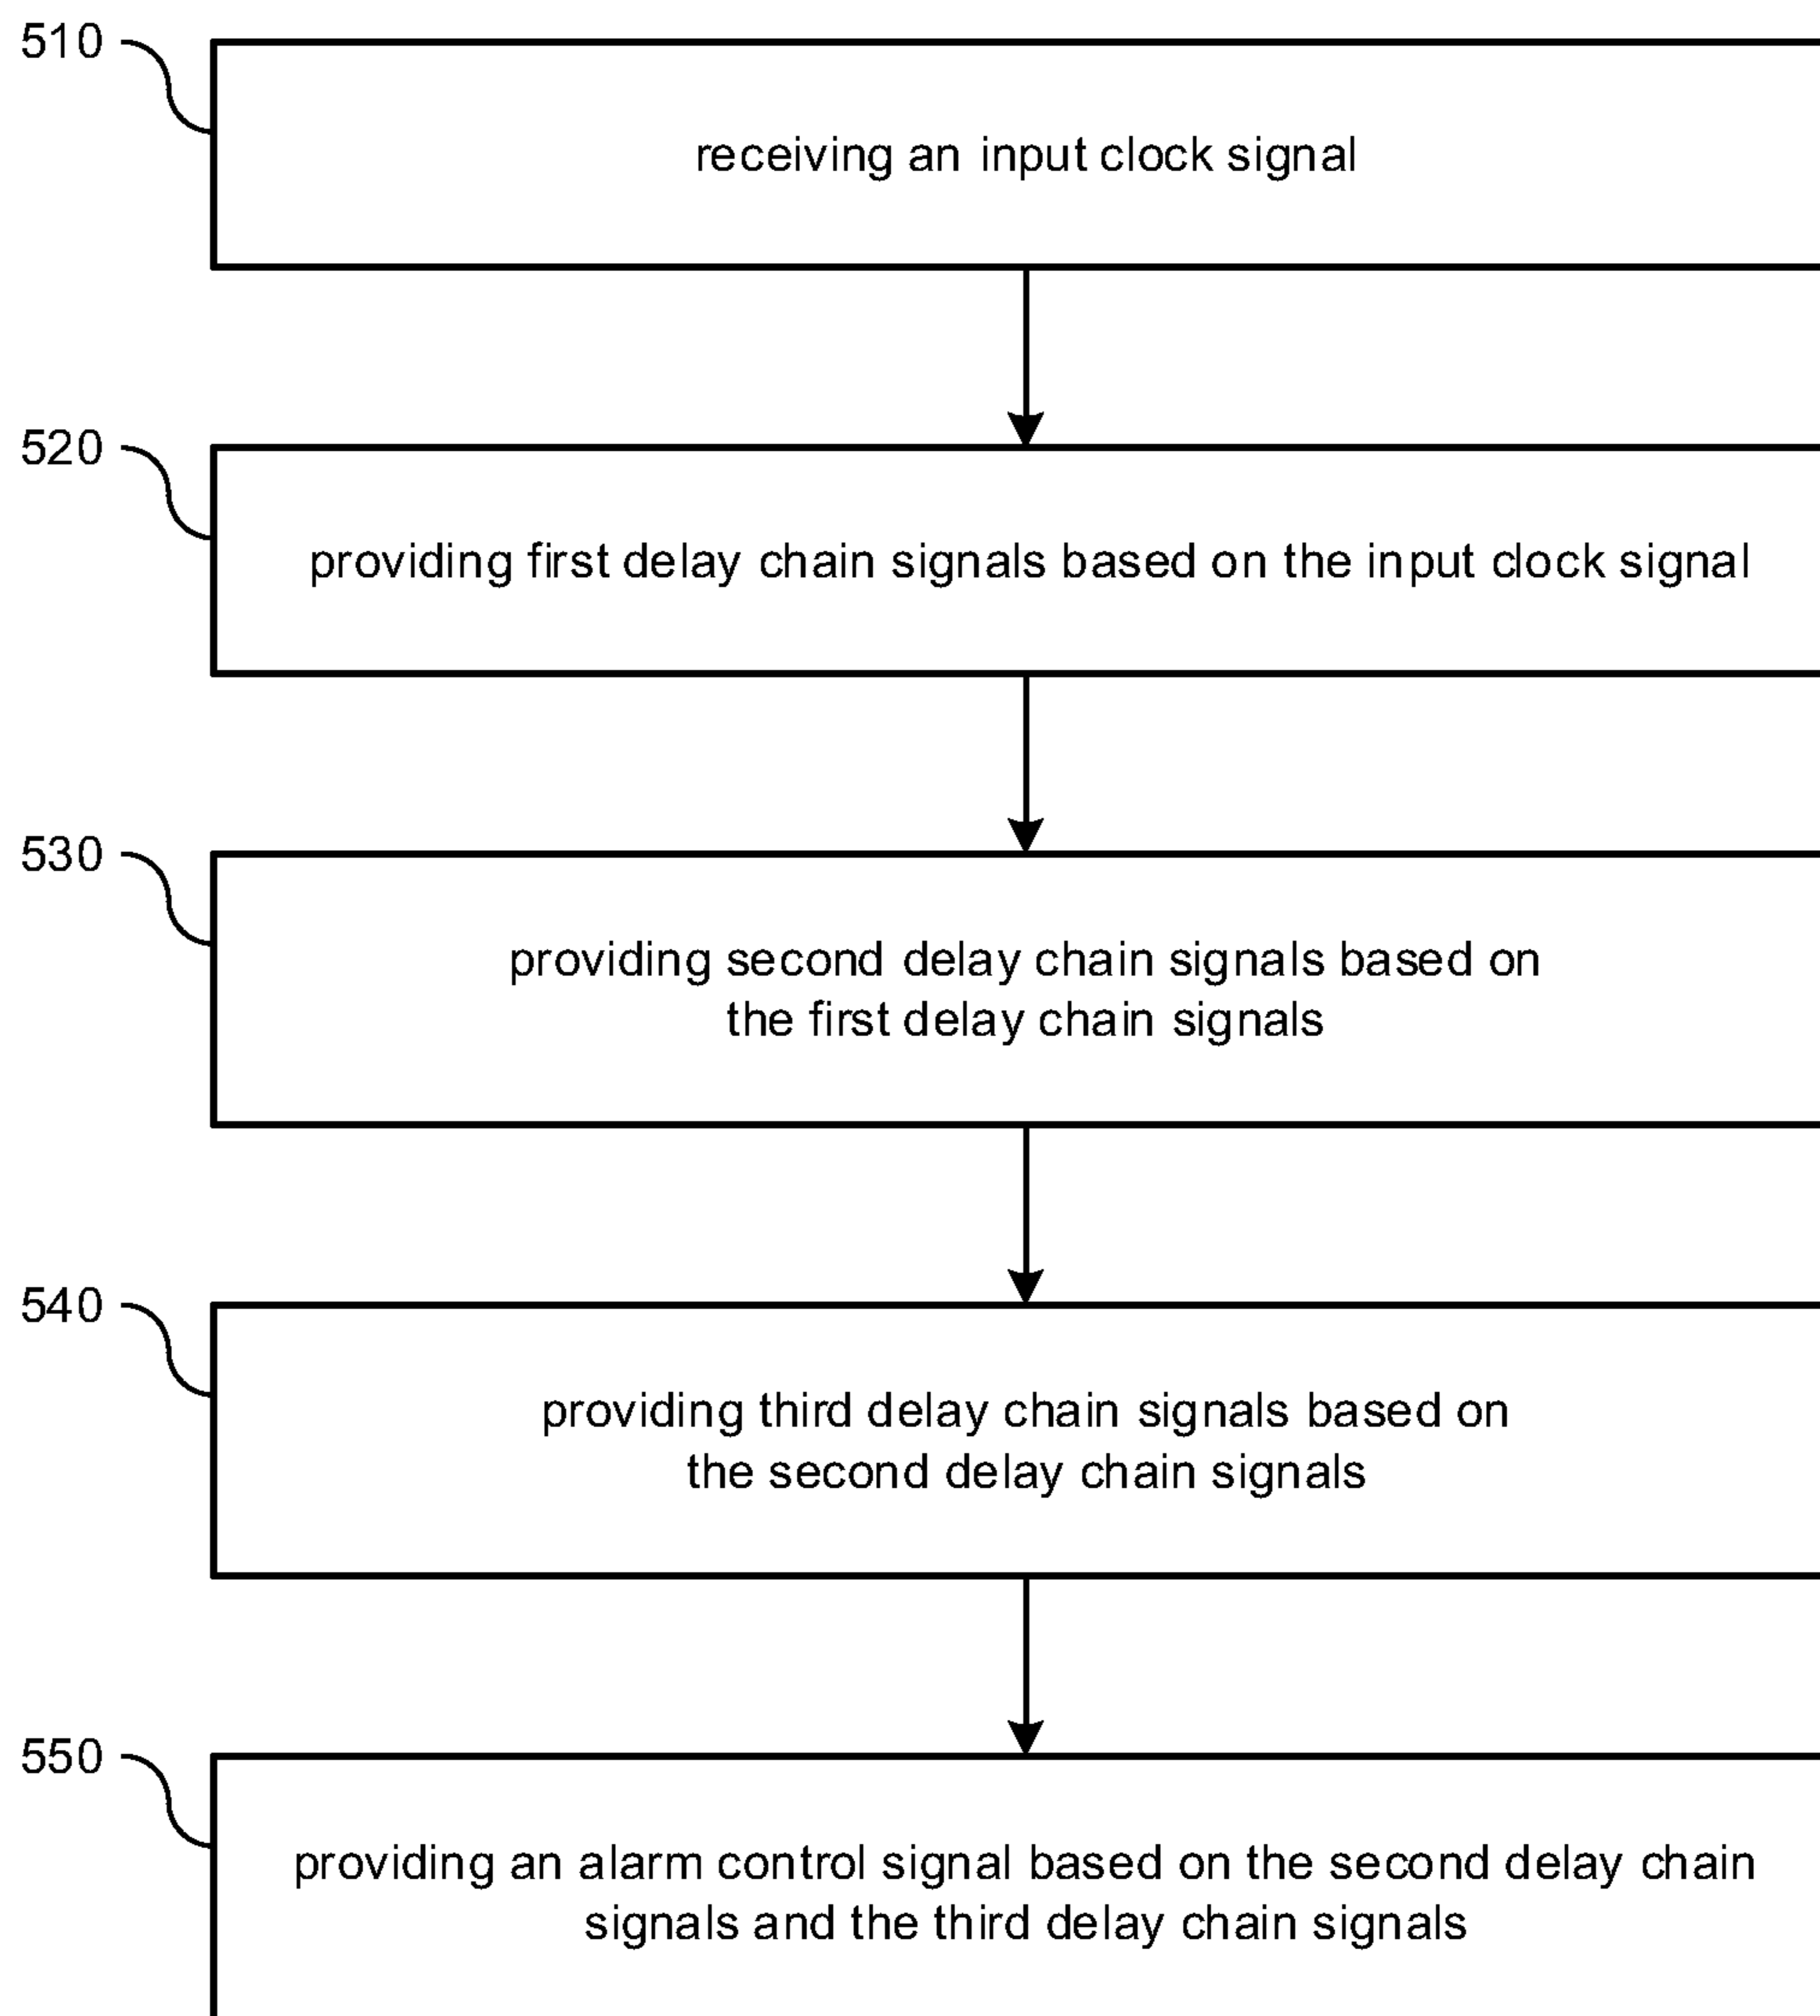 510
receiving an input clock signal
520
providing first delay chain signals based on the input clock signal
530
providing second delay chain signals based on
the first delay chain signals
540
providing third delay chain signals based on
the second delay chain signals
550
providing an alarm control signal based on the second delay chain
signals and the third delay chain signals